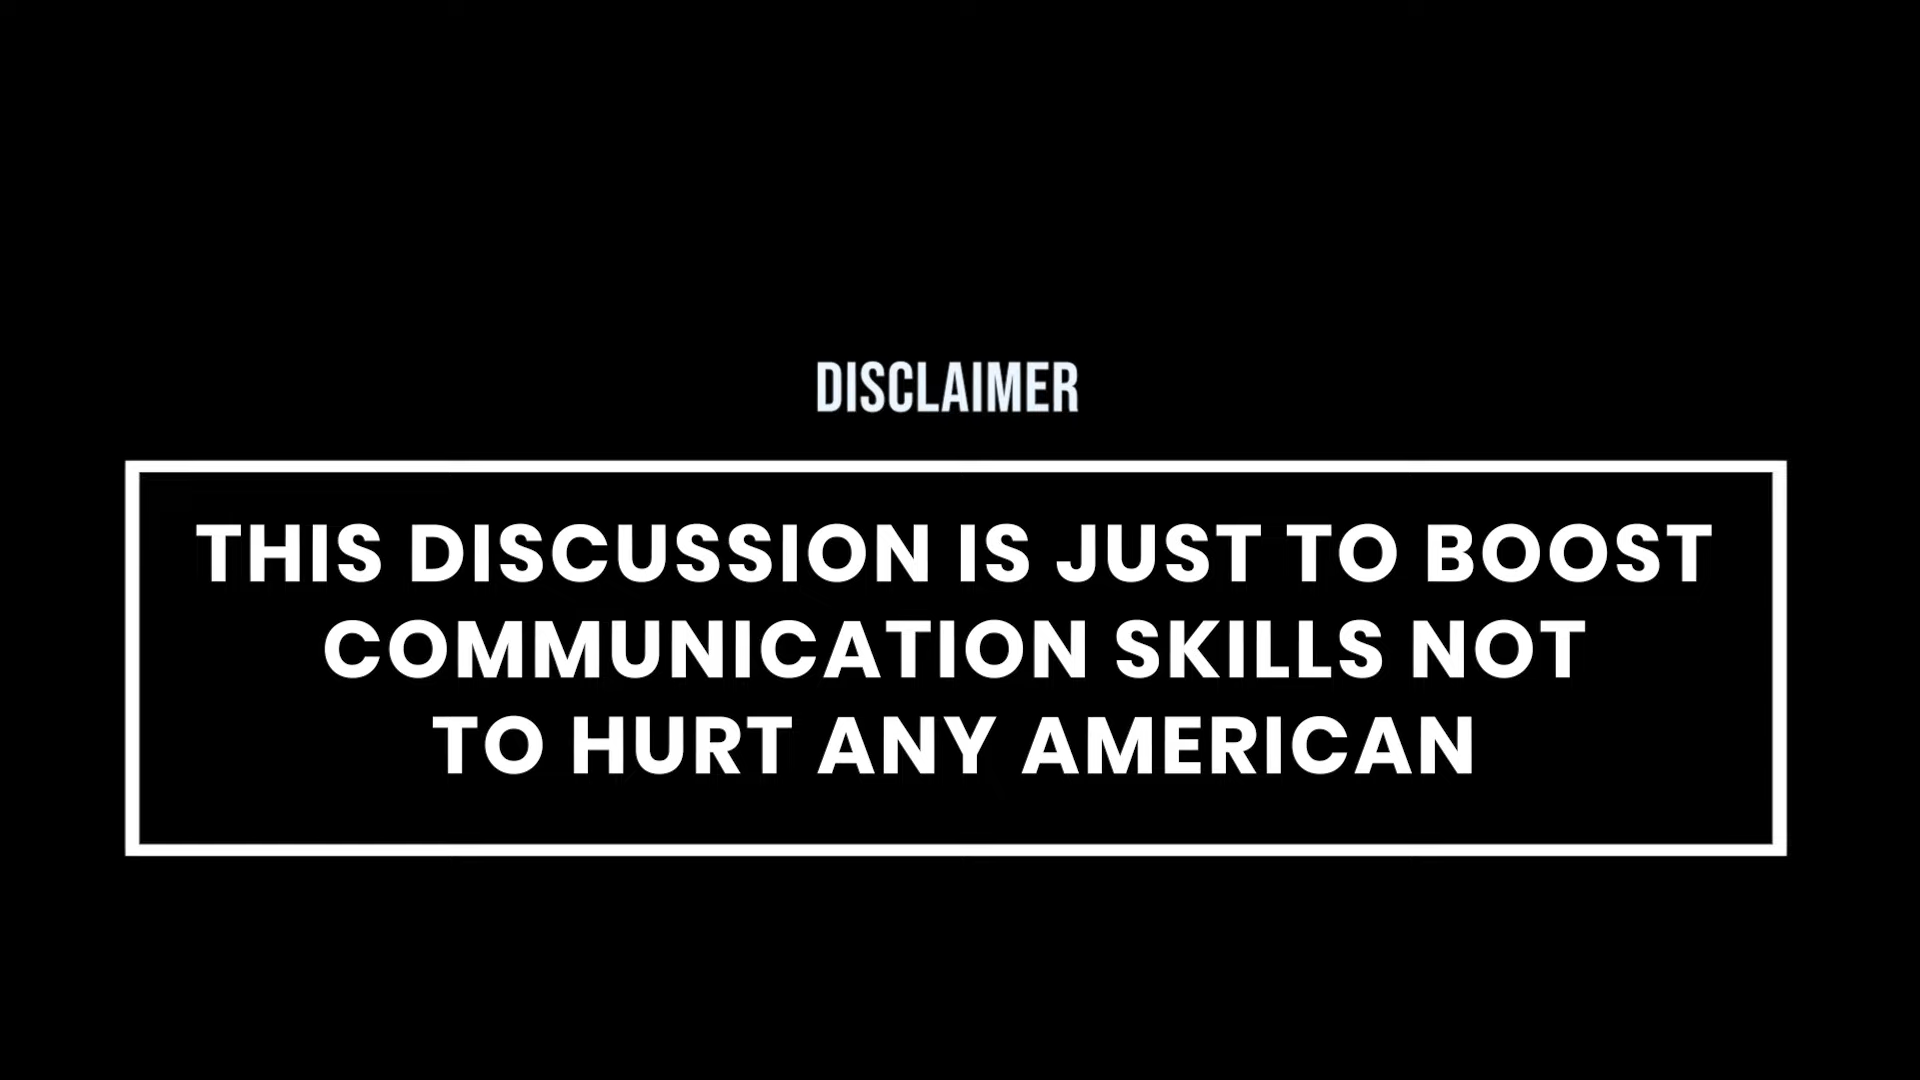 DISCLAIMER
THIS DISCUSSION IS JUST TO BOOST
COMMUNICATION SKILLS NOT
TO HURT ANY AMERICAN